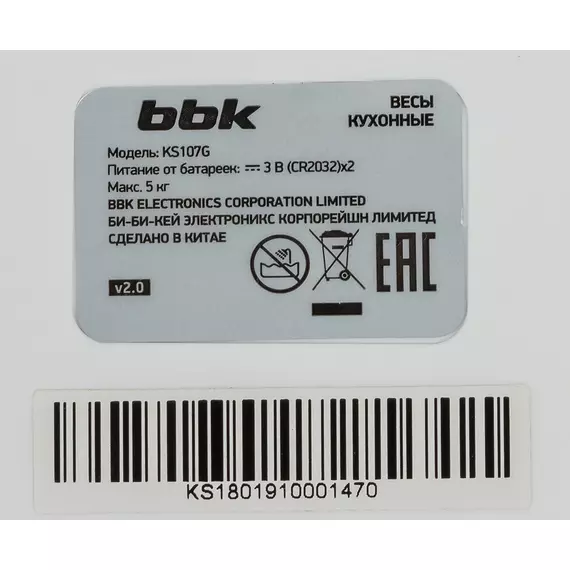 bbk
ВЕСЫ
КУХОННЫЕ
Модель: KS107G
Питание от батареек: ⎓ 3 В (CR2032)x2
Макс. 5 кг
BBK ELECTRONICS CORPORATION LIMITED
БИ-БИ-КЕЙ ЭЛЕКТРОНИКС КОРПОРЕЙШН ЛИМИТЕД
СДЕЛАНО В КИТАЕ
EAC
v2.0
KS1801910001470